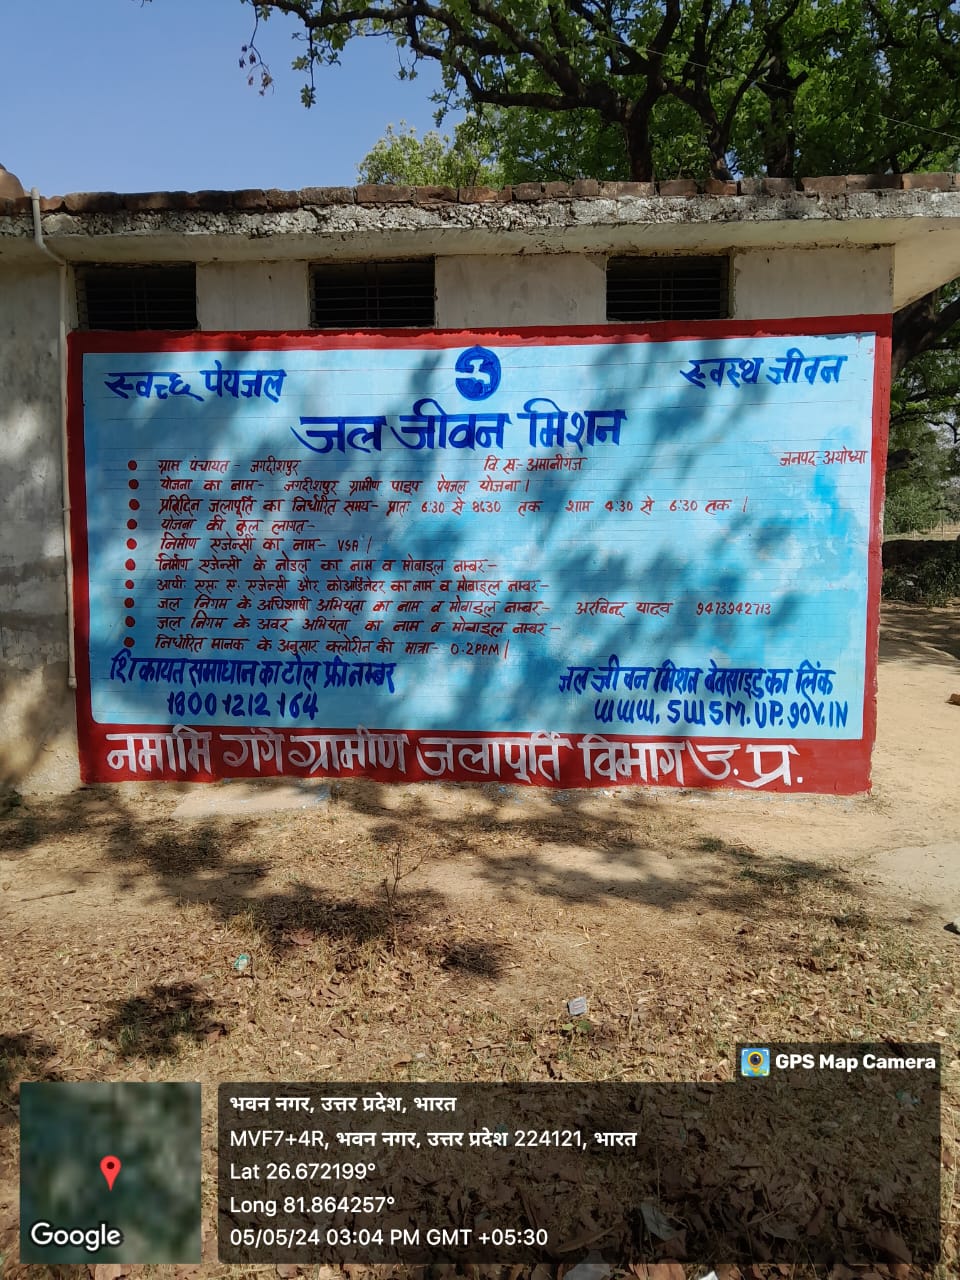 स्वच्छ पेयजल
स्वस्थ जीवन
जल जीवन मिशन
ग्राम पंचायत - जगदीशपुर वि.ख.-अमानीगंज जनपद-अयोध्या
योजना का नाम- जगदीशपुर ग्रामीण पाइप पेयजल योजना।
प्रतिदिन जलापूर्ति का निर्धारित समय- प्रातः 6:30 से 8:30 तक शाम 4:30 से 6:30 तक।
योजना की कुल लागत-
निर्माण एजेन्सी का नाम- VSA।
निर्माण एजेन्सी के नोडल का नाम व मोबाइल नम्बर-
आयी. एस. ए. एजेन्सी और कोआर्डिनेटर का नाम व मोबाइल नम्बर-
जल निगम के अधिशाषी अभियंता का नाम व मोबाइल नम्बर- अरविन्द यादव 9473942713
जल निगम के अवर अभियंता का नाम व मोबाइल नम्बर-
निर्धारित मानक के अनुसार क्लोरीन की मात्रा- 0.2PPM।
शिकायत समाधान का टोल फ्री नम्बर
1800 1212 164
जल जीवन मिशन वेबसाइट का लिंक
WWW. SWSM.UP.gov.IN
नमामि गंगे ग्रामीण जलापूर्ति विभाग उ.प्र.
GPS Map Camera
भवन नगर, उत्तर प्रदेश, भारत
MVF7+4R, भवन नगर, उत्तर प्रदेश 224121, भारत
Lat 26.672199°
Long 81.864257°
05/05/24 03:04 PM GMT +05:30
Google